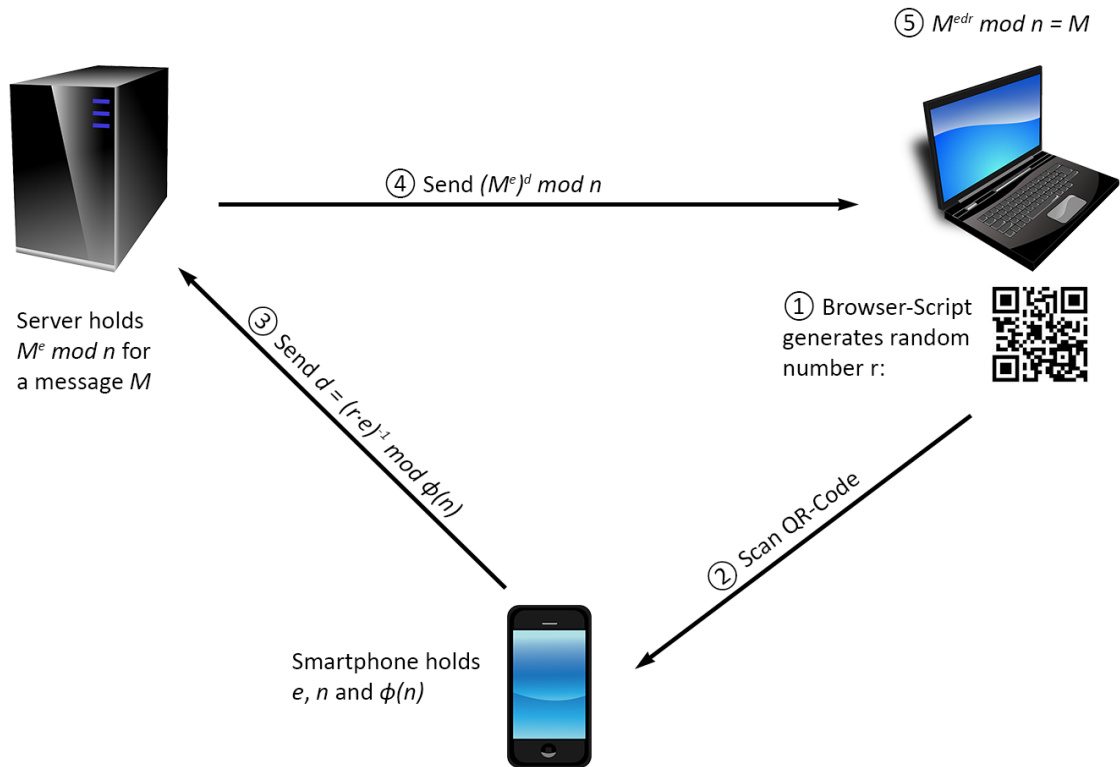 ⑤ M^edr mod n = M
④ Send (M^e)^d mod n
① Browser-Script
generates random
number r:
Server holds
M^e mod n for
a message M
③ Send d = (r·e)^-1 mod ϕ(n)
② Scan QR-Code
Smartphone holds
e, n and ϕ(n)